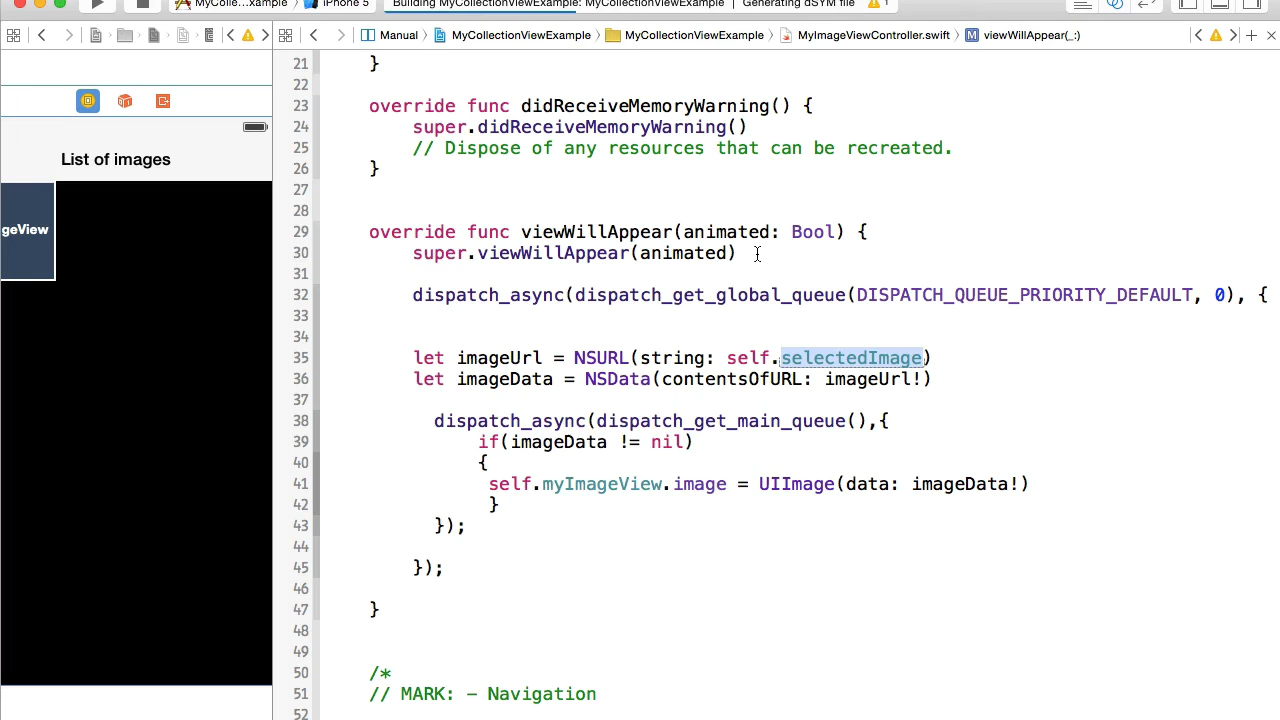 MyColle...xample
iPhone 5
Building MyCollectionViewExample: MyCollectionViewExample | Generating dSYM file
1
Manual
MyCollectionViewExample
MyCollectionViewExample
MyImageViewController.swift
M
viewWillAppear(_:)
List of images
geView
21 }
22
23 override func didReceiveMemoryWarning() {
24 super.didReceiveMemoryWarning()
25 // Dispose of any resources that can be recreated.
26 }
27
28
29 override func viewWillAppear(animated: Bool) {
30 super.viewWillAppear(animated)
31
32 dispatch_async(dispatch_get_global_queue(DISPATCH_QUEUE_PRIORITY_DEFAULT, 0), {
33
34
35 let imageUrl = NSURL(string: self.selectedImage)
36 let imageData = NSData(contentsOfURL: imageUrl!)
37
38 dispatch_async(dispatch_get_main_queue(),{
39 if(imageData != nil)
40 {
41 self.myImageView.image = UIImage(data: imageData!)
42 }
43 });
44
45 });
46
47 }
48
49
50 /*
51 // MARK: - Navigation
52